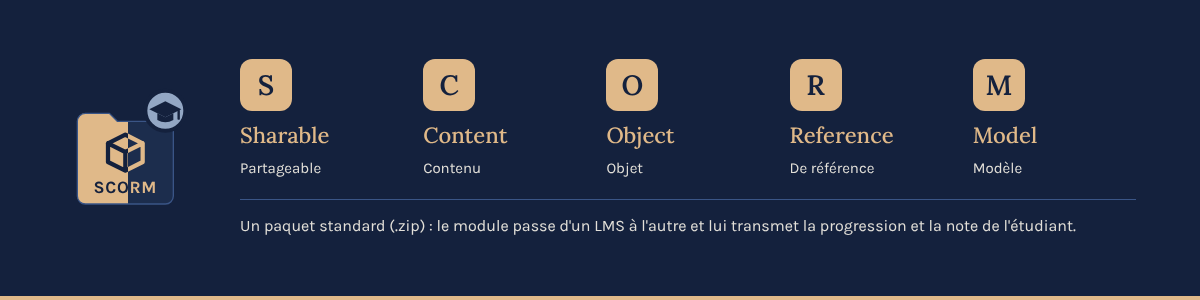 SCORM
S C O R M
Sharable Content Object Reference Model
Partageable Contenu Objet De référence Modèle
Un paquet standard (.zip) : le module passe d'un LMS à l'autre et lui transmet la progression et la note de l'étudiant.